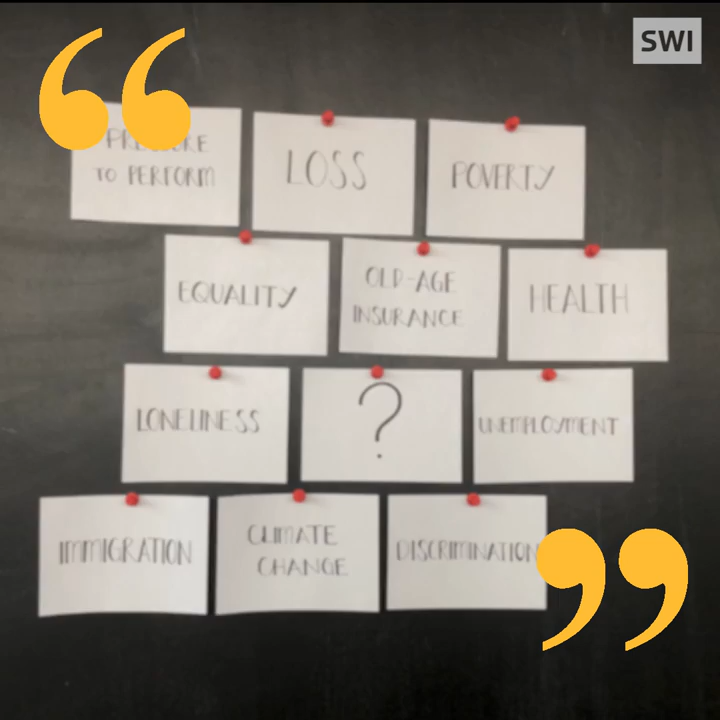 SWI
TO PERFORM
LOSS
POVERTY
EQUALITY
OLD-AGE
INSURANCE
HEALTH
LONELINESS
?
UNEMPLOYMENT
IMMIGRATION
CLIMATE
CHANGE
DISCRIMINATION